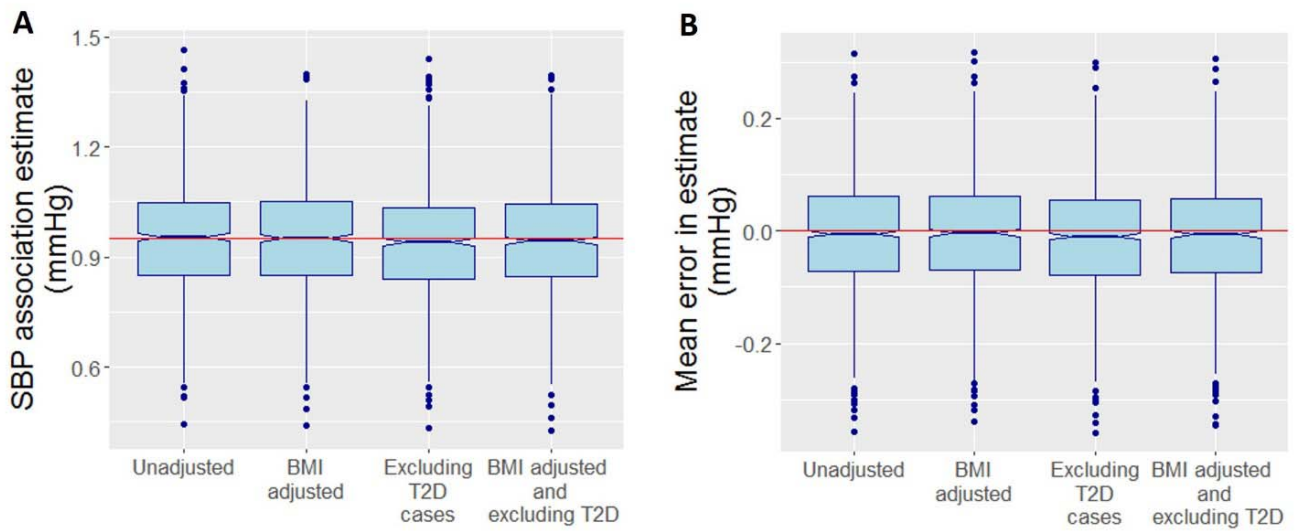 A
SBP association estimate
(mmHg)
1.5
1.2
0.9
0.6
Unadjusted
BMI
adjusted
Excluding
T2D
cases
BMI adjusted
and
excluding T2D
B
Mean error in estimate
(mmHg)
0.2
0.0
-0.2
Unadjusted
BMI
adjusted
Excluding
T2D
cases
BMI adjusted
and
excluding T2D